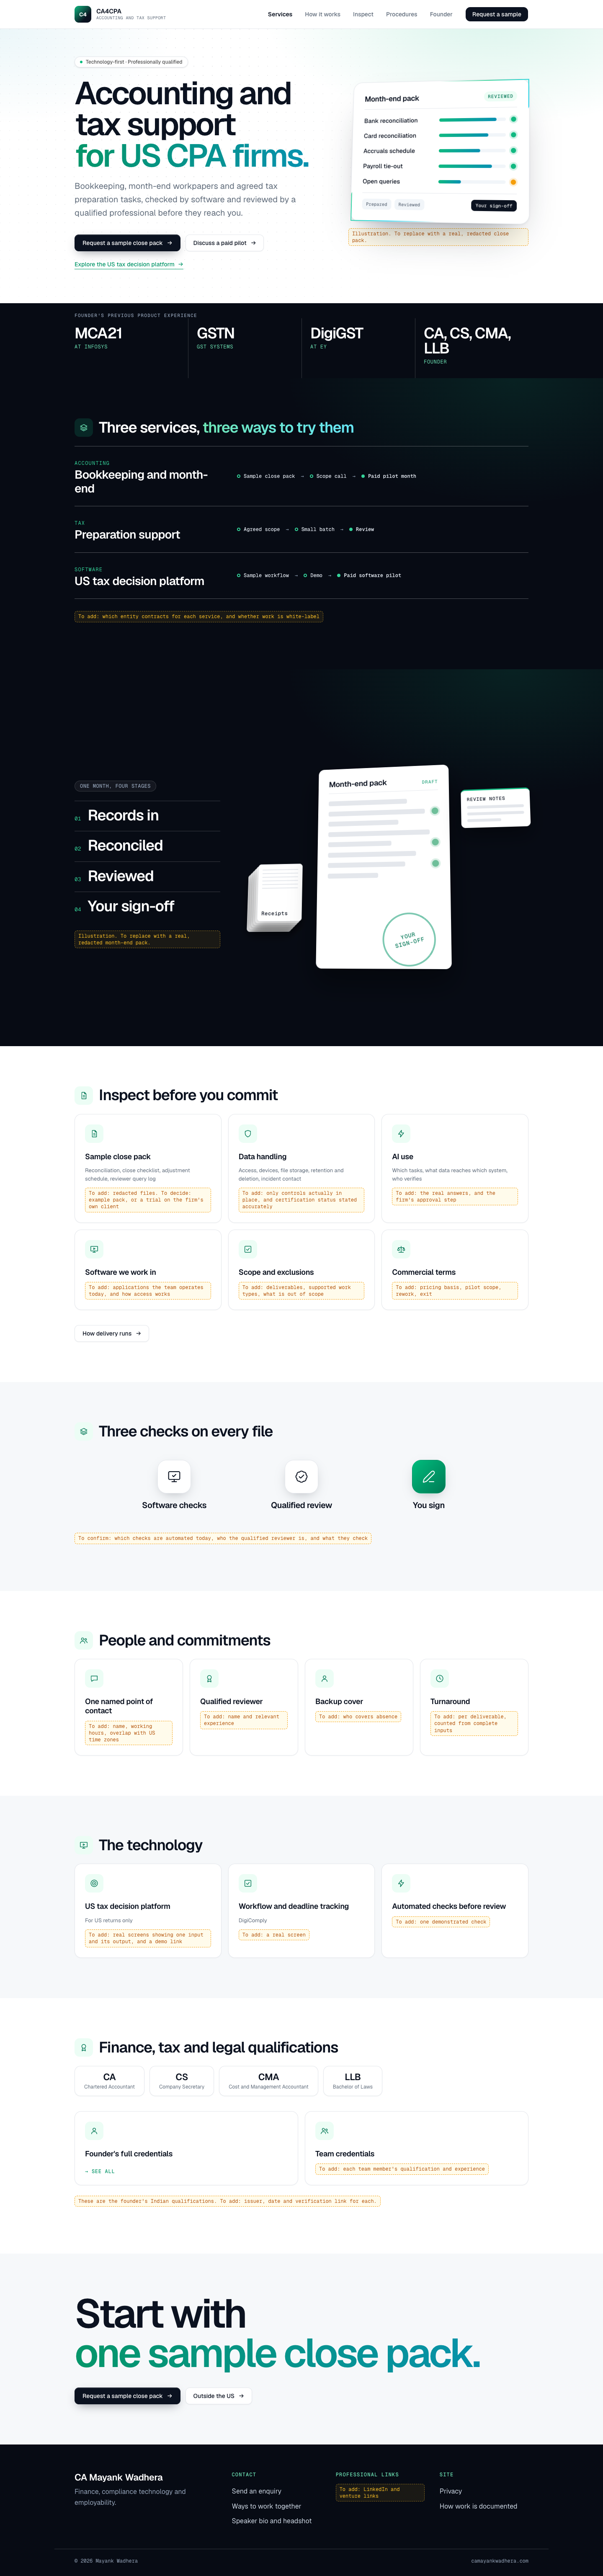 C4
CA4CPA
ACCOUNTING AND TAX SUPPORT
Services
How it works
Inspect
Procedures
Founder
Request a sample
Technology-first · Professionally qualified
Accounting and
tax support
for US CPA firms.
Bookkeeping, month-end workpapers and agreed tax
preparation tasks, checked by software and reviewed by a
qualified professional before they reach you.
Request a sample close pack →
Discuss a paid pilot →
Explore the US tax decision platform →
Month-end pack
REVIEWED
Bank reconciliation
Card reconciliation
Accruals schedule
Payroll tie-out
Open queries
Prepared
Reviewed
Your sign-off
Illustration. To replace with a real, redacted close
pack.
FOUNDER'S PREVIOUS PRODUCT EXPERIENCE
MCA21
AT INFOSYS
GSTN
GST SYSTEMS
DigiGST
AT EY
CA, CS, CMA,
LLB
FOUNDER
Three services, three ways to try them
ACCOUNTING
Bookkeeping and month-
end
Sample close pack → Scope call → Paid pilot month
TAX
Preparation support
Agreed scope → Small batch → Review
SOFTWARE
US tax decision platform
Sample workflow → Demo → Paid software pilot
To add: which entity contracts for each service, and whether work is white-label
ONE MONTH, FOUR STAGES
01 Records in
02 Reconciled
03 Reviewed
04 Your sign-off
Illustration. To replace with a real,
redacted month-end pack.
Receipts
Month-end pack
DRAFT
YOUR
SIGN-OFF
REVIEW NOTES
Inspect before you commit
Sample close pack
Reconciliation, close checklist, adjustment
schedule, reviewer query log
To add: redacted files. To decide:
example pack, or a trial on the firm's
own client
Data handling
Access, devices, file storage, retention and
deletion, incident contact
To add: only controls actually in
place, and certification status stated
accurately
AI use
Which tasks, what data reaches which system,
who verifies
To add: the real answers, and the
firm's approval step
Software we work in
To add: applications the team operates
today, and how access works
Scope and exclusions
To add: deliverables, supported work
types, what is out of scope
Commercial terms
To add: pricing basis, pilot scope,
rework, exit
How delivery runs →
Three checks on every file
Software checks
Qualified review
You sign
To confirm: which checks are automated today, who the qualified reviewer is, and what they check
People and commitments
One named point of
contact
To add: name, working
hours, overlap with US
time zones
Qualified reviewer
To add: name and relevant
experience
Backup cover
To add: who covers absence
Turnaround
To add: per deliverable,
counted from complete
inputs
The technology
US tax decision platform
For US returns only
To add: real screens showing one input
and its output, and a demo link
Workflow and deadline tracking
DigiComply
To add: a real screen
Automated checks before review
To add: one demonstrated check
Finance, tax and legal qualifications
CA
Chartered Accountant
CS
Company Secretary
CMA
Cost and Management Accountant
LLB
Bachelor of Laws
Founder's full credentials
→ SEE ALL
Team credentials
To add: each team member's qualification and experience
These are the founder's Indian qualifications. To add: issuer, date and verification link for each.
Start with
one sample close pack.
Request a sample close pack →
Outside the US →
CA Mayank Wadhera
Finance, compliance technology and
employability.
CONTACT
Send an enquiry
Ways to work together
Speaker bio and headshot
PROFESSIONAL LINKS
To add: LinkedIn and
venture links
SITE
Privacy
How work is documented
© 2026 Mayank Wadhera
camayankwadhera.com